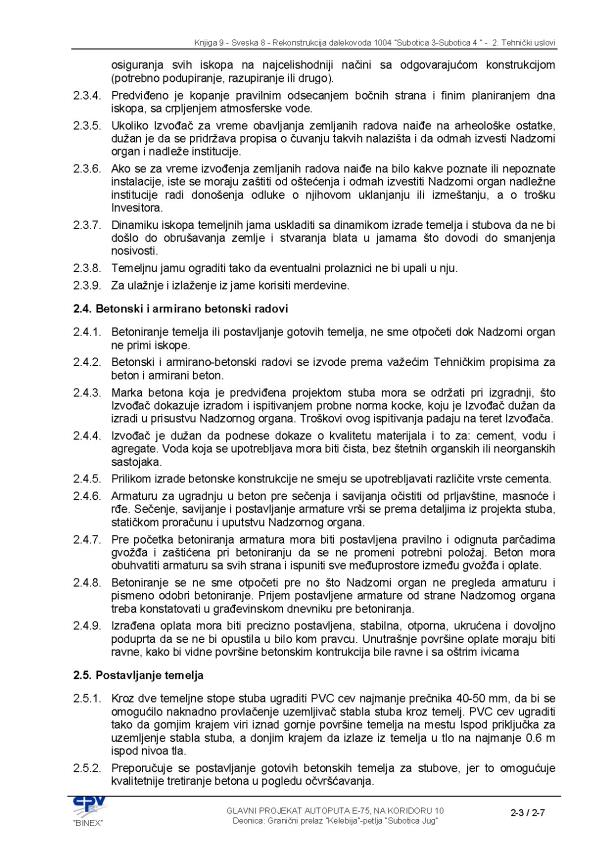 Knjiga 9 - Sveska 8 - Rekonstrukcija dalekovoda 1004 "Subotica 3-Subotica 4 " - 2. Tehnički uslovi
osiguranja svih iskopa na najcelishodniji načini sa odgovarajućom konstrukcijom
(potrebno podupiranje, razupiranje ili drugo).
2.3.4. Predviđeno je kopanje pravilnim odsecanjem bočnih strana i finim planiranjem dna
iskopa, sa crpljenjem atmosferske vode.
2.3.5. Ukoliko Izvođač za vreme obavljanja zemljanih radova naiđe na arheološke ostatke,
dužan je da se pridržava propisa o čuvanju takvih nalazišta i da odmah izvesti Nadzorni
organ i nadleže institucije.
2.3.6. Ako se za vreme izvođenja zemljanih radova naiđe na bilo kakve poznate ili nepoznate
instalacije, iste se moraju zaštiti od oštećenja i odmah izvestiti Nadzorni organ nadležne
institucije radi donošenja odluke o njihovom uklanjanju ili izmeštanju, a o trošku
Invesitora.
2.3.7. Dinamiku iskopa temeljnih jama uskladiti sa dinamikom izrade temelja i stubova da ne bi
došlo do obrušavanja zemlje i stvaranja blata u jamama što dovodi do smanjenja
nosivosti.
2.3.8. Temeljnu jamu ograditi tako da eventualni prolaznici ne bi upali u nju.
2.3.9. Za ulažnje i izlaženje iz jame korisiti merdevine.
2.4. Betonski i armirano betonski radovi
2.4.1. Betoniranje temelja ili postavljanje gotovih temelja, ne sme otpočeti dok Nadzorni organ
ne primi iskope.
2.4.2. Betonski i armirano-betonski radovi se izvode prema važećim Tehničkim propisima za
beton i armirani beton.
2.4.3. Marka betona koja je predviđena projektom stuba mora se održati pri izgradnji, što
Izvođač dokazuje izradom i ispitivanjem probne norma kocke, koju je Izvođač dužan da
izradi u prisustvu Nadzornog organa. Troškovi ovog ispitivanja padaju na teret Izvođača.
2.4.4. Izvođač je dužan da podnese dokaze o kvalitetu materijala i to za: cement, vodu i
agregate. Voda koja se upotrebljava mora biti čista, bez štetnih organskih ili neorganskih
sastojaka.
2.4.5. Prilikom izrade betonske konstrukcije ne smeju se upotrebljavati različite vrste cementa.
2.4.6. Armaturu za ugradnju u beton pre sečenja i savijanja očistiti od prljavštine, masnoće i
rđe. Sečenje, savijanje i postavljanje armature vrši se prema detaljima iz projekta stuba,
statičkom proračunu i uputstvu Nadzornog organa.
2.4.7. Pre početka betoniranja armatura mora biti postavljena pravilno i odignuta parčadima
gvožđa i zaštićena pri betoniranju da se ne promeni potrebni položaj. Beton mora
obuhvatiti armaturu sa svih strana i ispuniti sve međuprostore između gvožđa i oplate.
2.4.8. Betoniranje se ne sme otpočeti pre no što Nadzorni organ ne pregleda armaturu i
pismeno odobri betoniranje. Prijem postavljene armature od strane Nadzornog organa
treba konstatovati u građevinskom dnevniku pre betoniranja.
2.4.9. Izrađena oplata mora biti precizno postavljena, stabilna, otporna, ukrućena i dovoljno
poduprta da se ne bi opustila u bilo kom pravcu. Unutrašnje površine oplate moraju biti
ravne, kako bi vidne površine betonskim kontrukcija bile ravne i sa oštrim ivicama
2.5. Postavljanje temelja
2.5.1. Kroz dve temeljne stope stuba ugraditi PVC cev najmanje prečnika 40-50 mm, da bi se
omogućilo naknadno provlačenje uzemljivač stabla stuba kroz temelj. PVC cev ugraditi
tako da gornjim krajem viri iznad gornje površine temelja na mestu Ispod priključka za
uzemljenje stabla stuba, a donjim krajem da izlaze iz temelja u tlo na najmanje 0.6 m
ispod nivoa tla.
2.5.2. Preporučuje se postavljanje gotovih betonskih temelja za stubove, jer to omogućuje
kvalitetnije tretiranje betona u pogledu očvršćavanja.
CPV
"BINEX"
GLAVNI PROJEKAT AUTOPUTA E-75, NA KORIDORU 10
Deonica: Granični prelaz "Kelebija"-petlja "Subotica Jug"
2-3 / 2-7